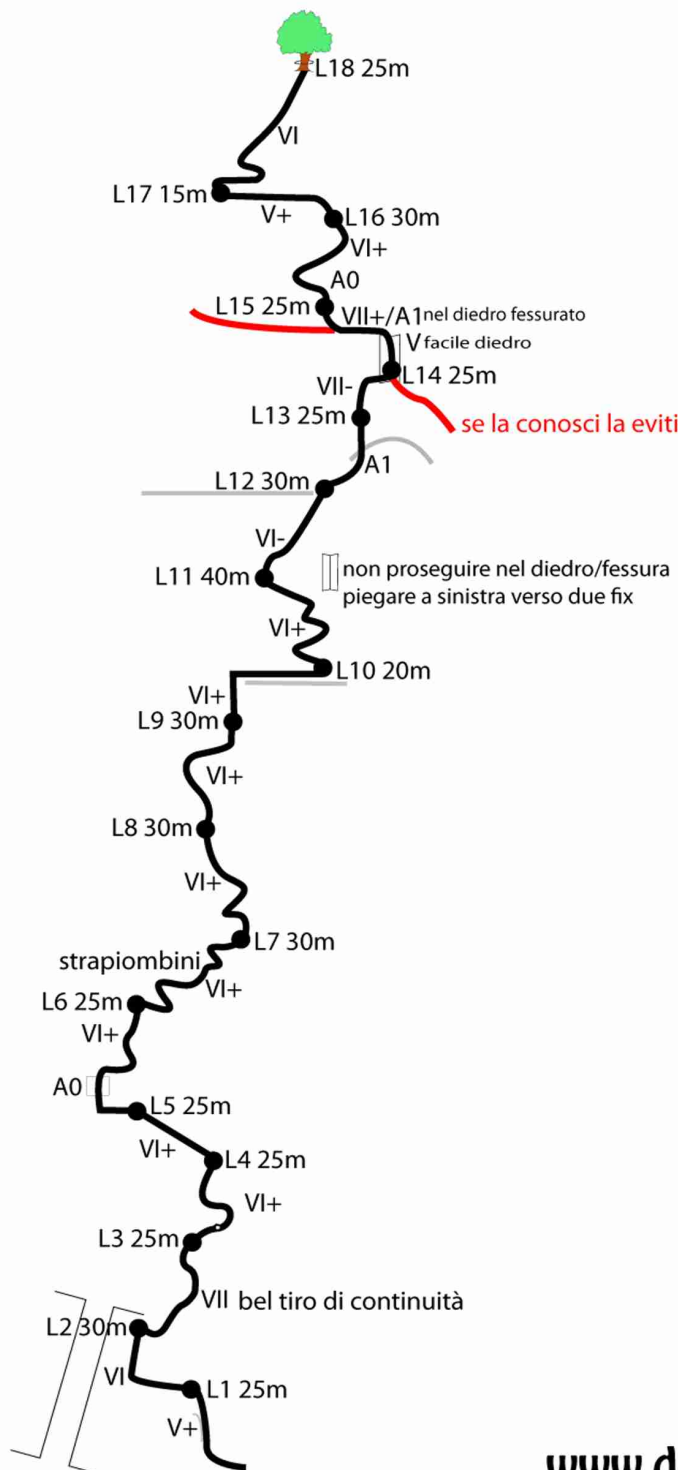 L18 25m
VI
L17 15m
V+
L16 30m
VI+
A0
L15 25m
VII+/A1 nel diedro fessurato
V facile diedro
L14 25m
VII-
L13 25m
se la conosci la eviti
A1
L12 30m
VI-
L11 40m
non proseguire nel diedro/fessura
piegare a sinistra verso due fix
VI+
L10 20m
VI+
L9 30m
VI+
L8 30m
VI+
L7 30m
strapiombini
VI+
L6 25m
VI+
A0
L5 25m
VI+
L4 25m
VI+
L3 25m
VII bel tiro di continuità
L2 30m
VI
L1 25m
V+